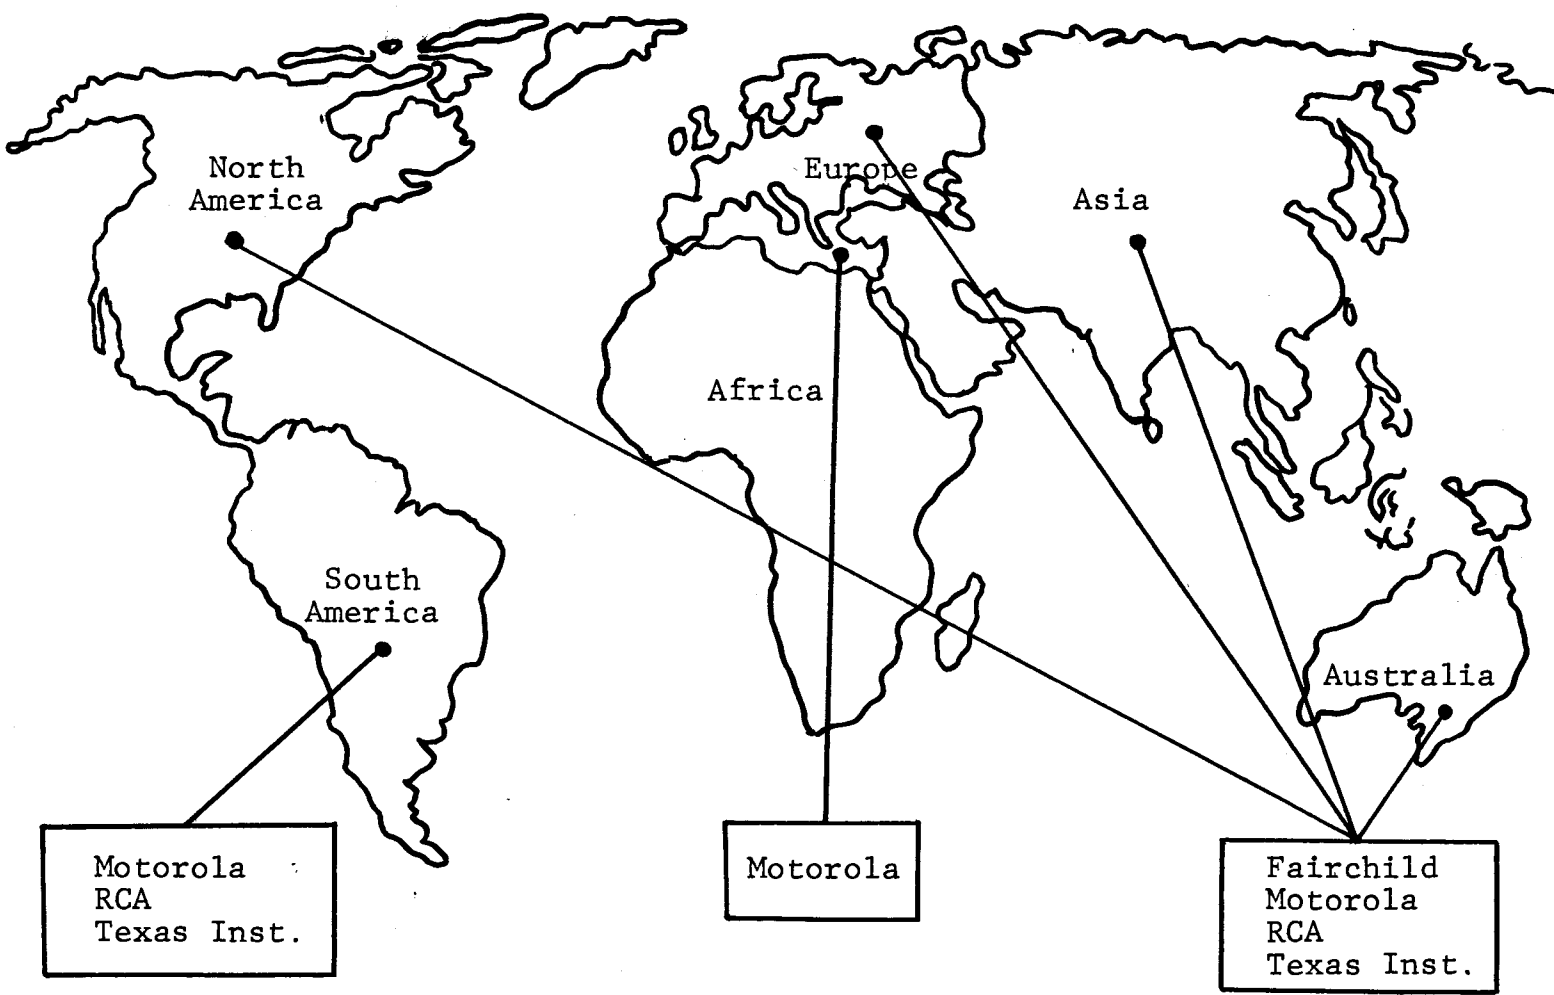 North
America
Europe
Asia
Africa
South
America
Australia
Motorola
RCA
Texas Inst.
Motorola
Fairchild
Motorola
RCA
Texas Inst.